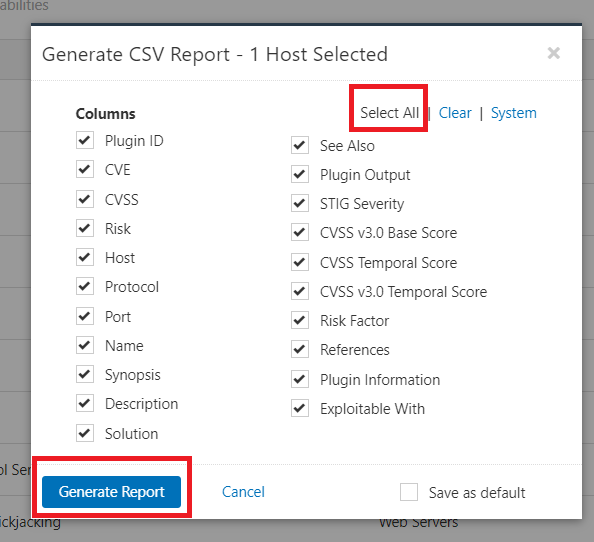 abilities
Generate CSV Report - 1 Host Selected ×
Columns
Select All | Clear | System
Plugin ID
CVE
CVSS
Risk
Host
Protocol
Port
Name
Synopsis
Description
Solution
See Also
Plugin Output
STIG Severity
CVSS v3.0 Base Score
CVSS Temporal Score
CVSS v3.0 Temporal Score
Risk Factor
References
Plugin Information
Exploitable With
Generate Report Cancel Save as default
ol Ser
ickjacking Web Servers